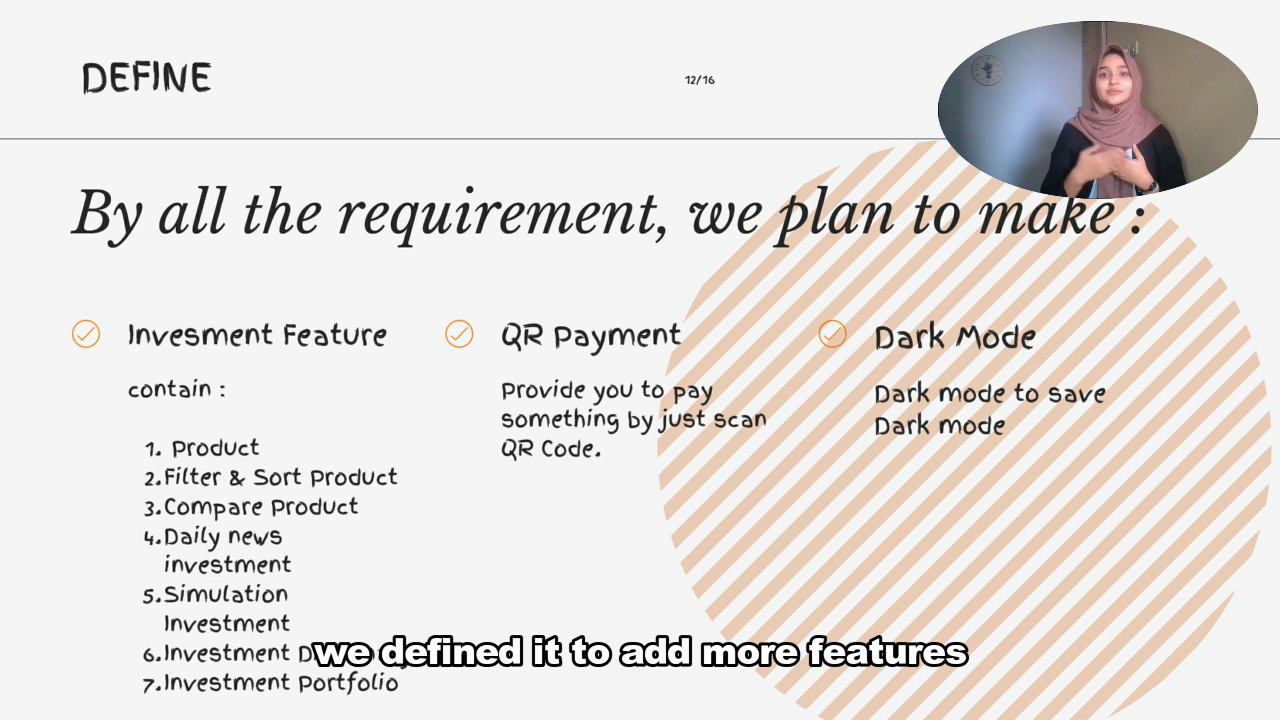 DEFINE
12/16
By all the requirement, we plan to make :
Invesment Feature
contain :
1. Product
2.Filter & Sort Product
3.Compare Product
4.Daily news
investment
5.Simulation
Investment
6.Investment
7.Investment Portfolio
QR Payment
Provide you to pay
something by just scan
QR Code.
Dark Mode
Dark mode to save
Dark mode
we defined it to add more features